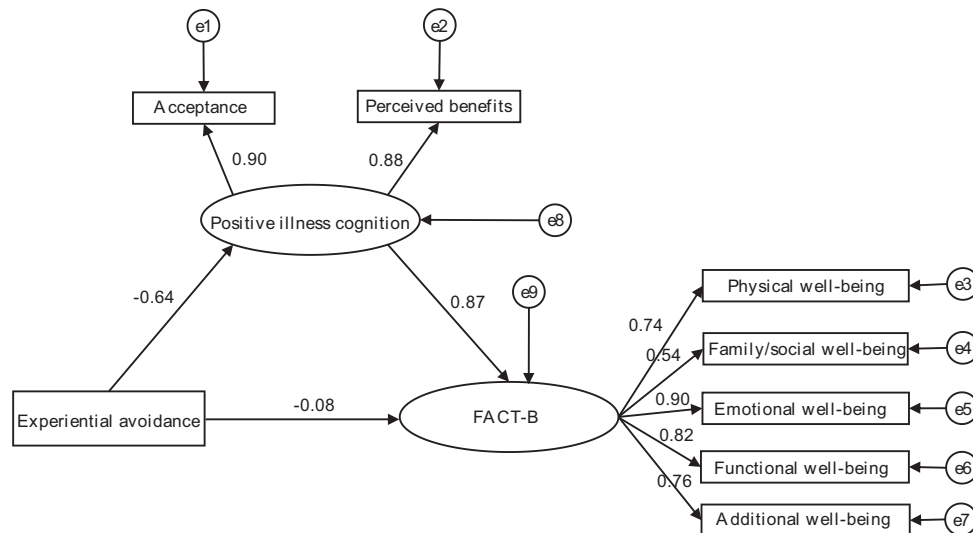 e1
e2
Acceptance
Perceived benefits
0.90
0.88
Positive illness cognition
e8
-0.64
0.87
e9
Physical well-being
e3
0.74
Family/social well-being
e4
0.54
Experiential avoidance
-0.08
FACT-B
0.90
Emotional well-being
e5
0.82
Functional well-being
e6
0.76
Additional well-being
e7